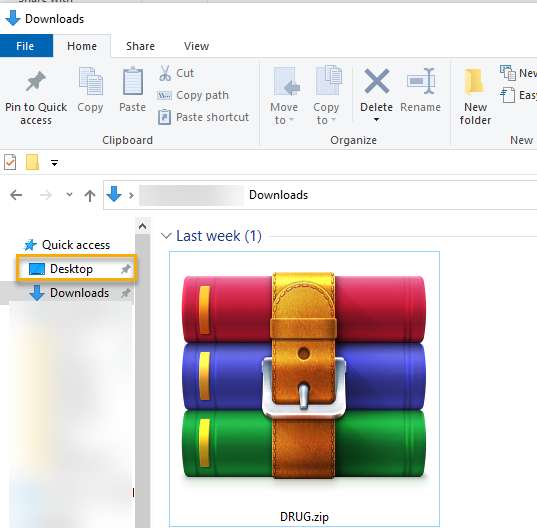 Downloads
File Home Share View
Pin to Quick access
Copy
Paste
Cut
Copy path
Paste shortcut
Clipboard
Move to
Copy to
Delete
Rename
Organize
New folder
New
Easy
New
Downloads
Quick access
Desktop
Downloads
Last week (1)
DRUG.zip